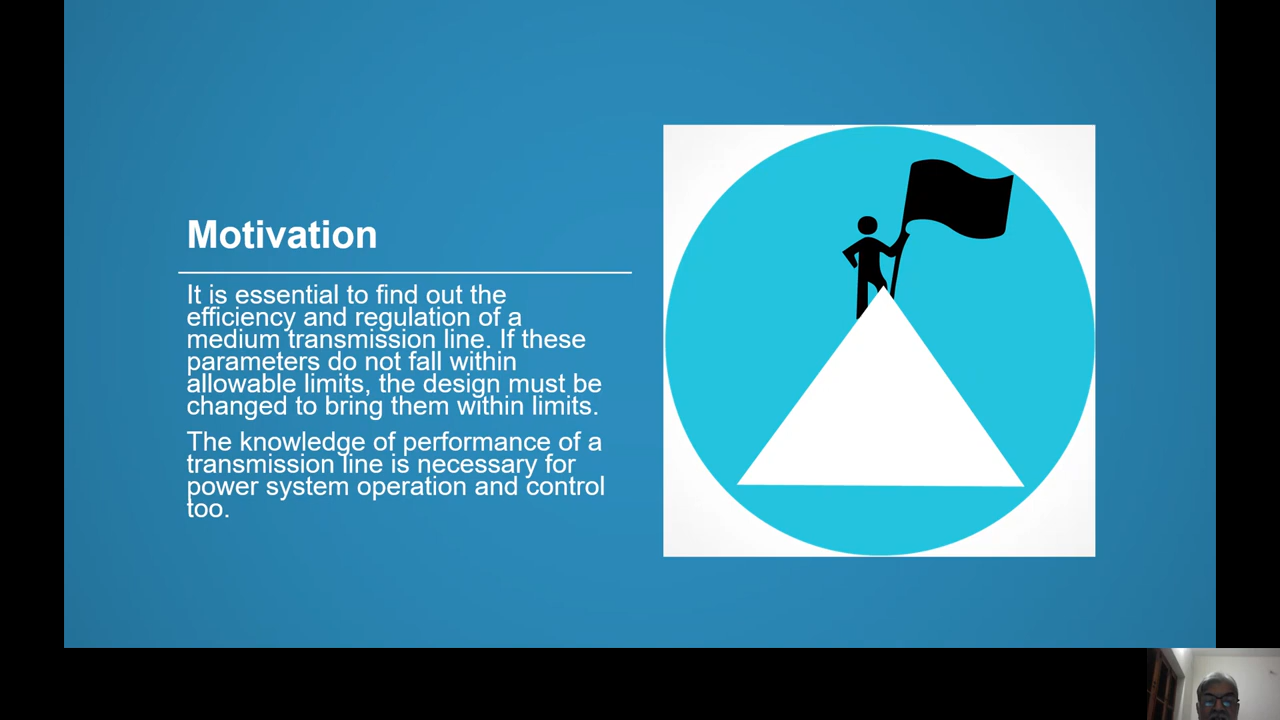 Motivation
It is essential to find out the
efficiency and regulation of a
medium transmission line. If these
parameters do not fall within
allowable limits, the design must be
changed to bring them within limits.
The knowledge of performance of a
transmission line is necessary for
power system operation and control
too.